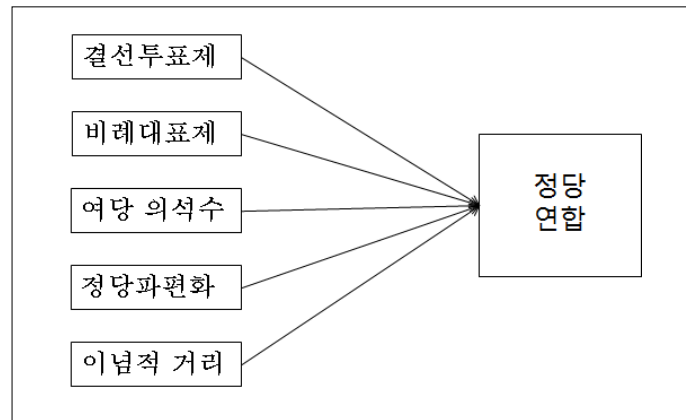 결선투표제
비례대표제
여당 의석수
정당파편화
이념적 거리
정당
연합